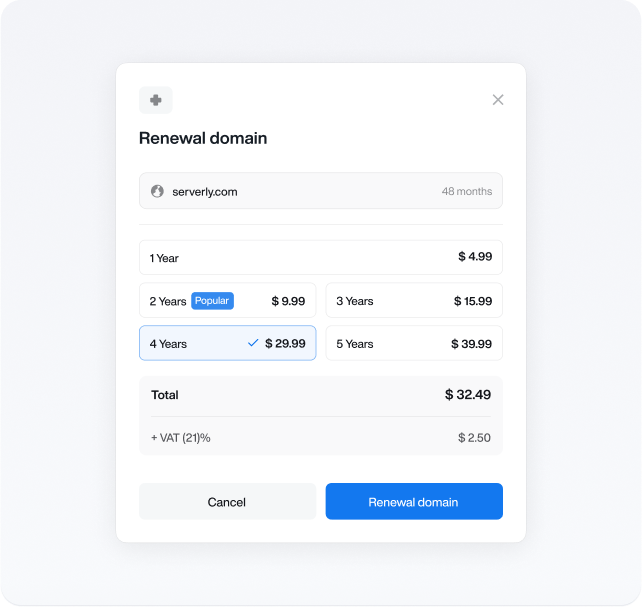 Renewal domain
serverly.com 48 months
1 Year $ 4.99
2 Years Popular $ 9.99 3 Years $ 15.99
4 Years $ 29.99 5 Years $ 39.99
Total $ 32.49
+ VAT (21)% $ 2.50
Cancel Renewal domain